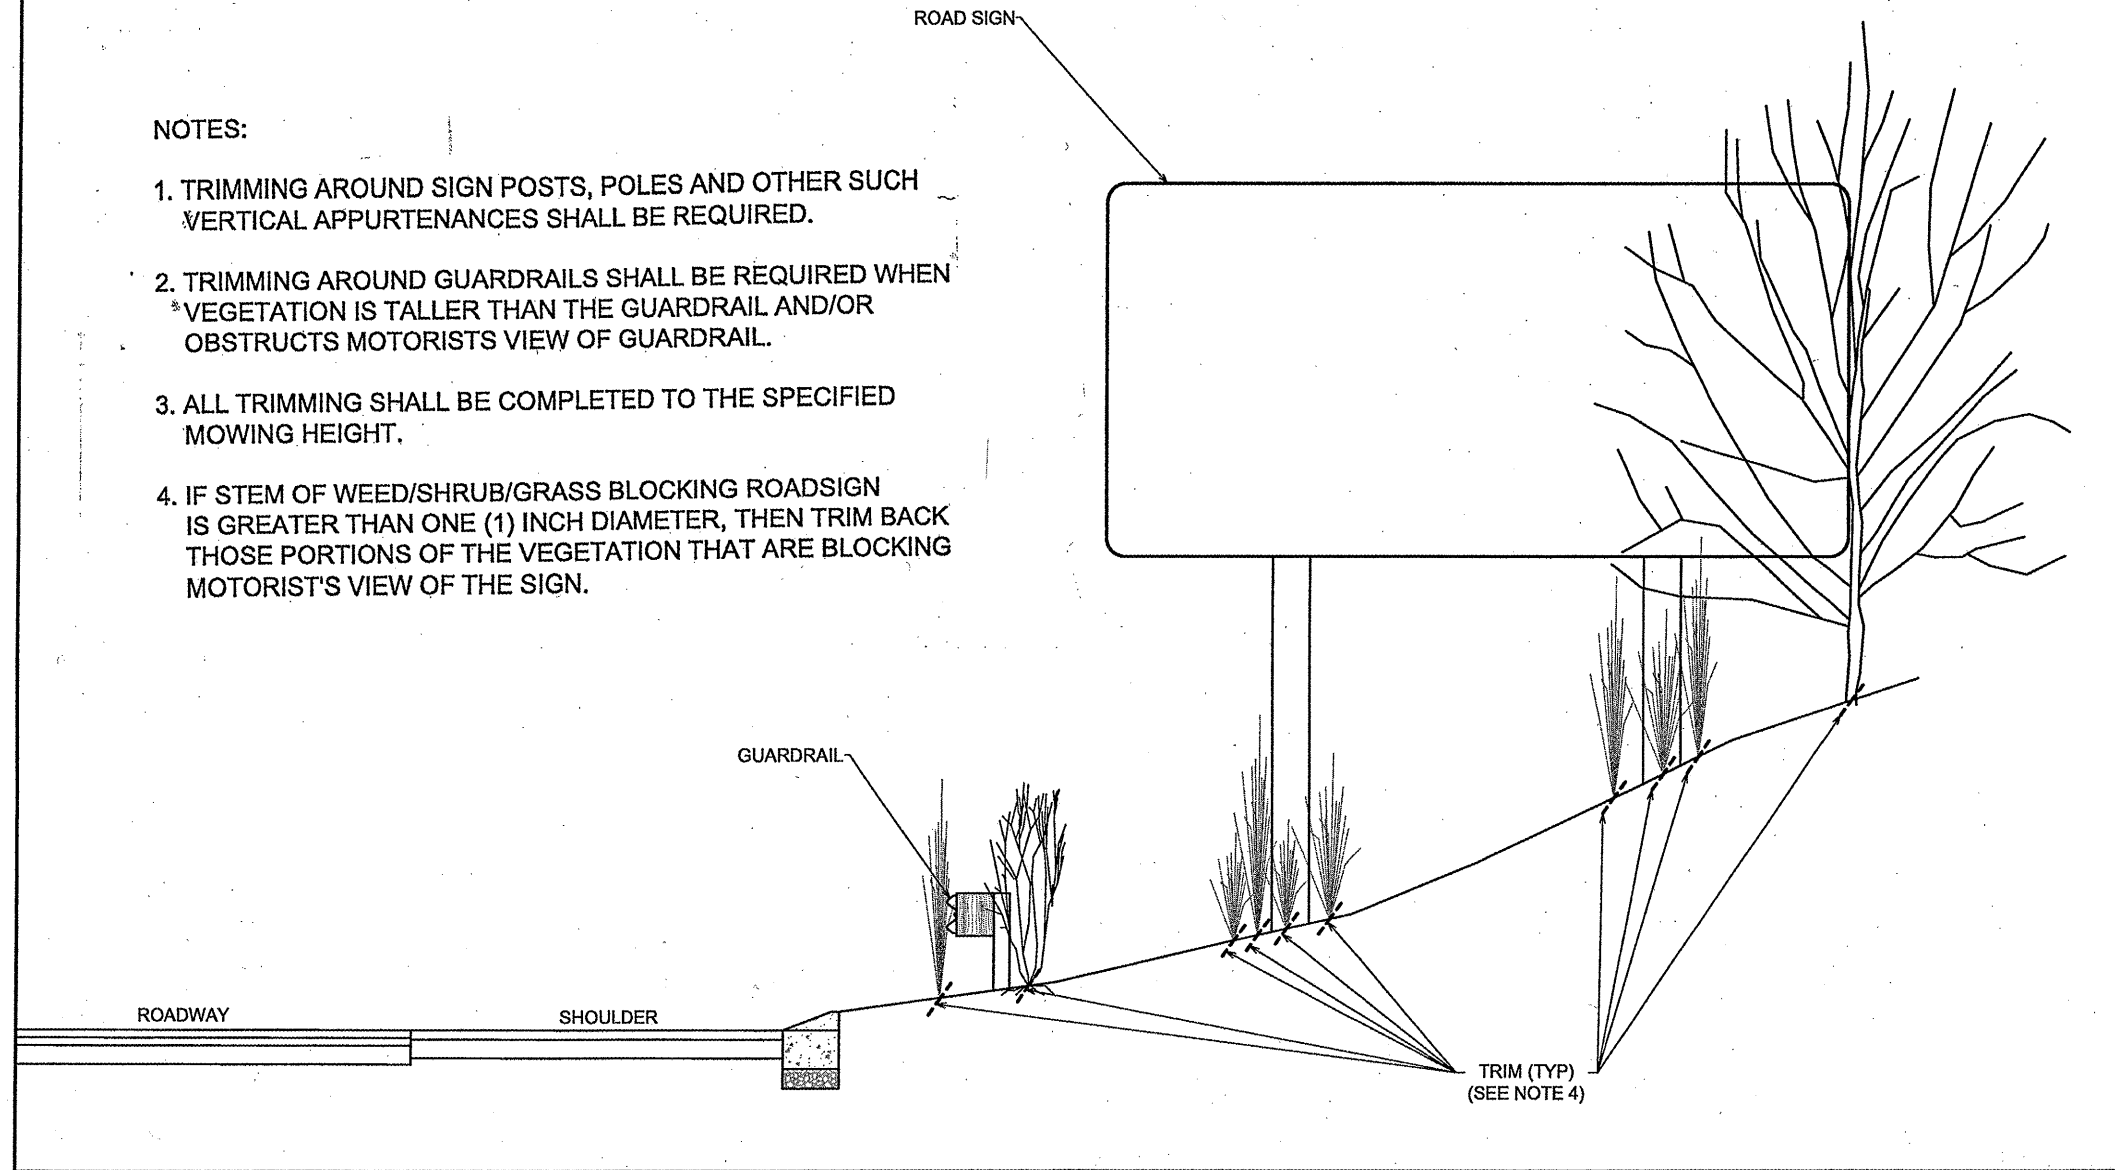 ROAD SIGN
NOTES:
1. TRIMMING AROUND SIGN POSTS, POLES AND OTHER SUCH
VERTICAL APPURTENANCES SHALL BE REQUIRED.
2. TRIMMING AROUND GUARDRAILS SHALL BE REQUIRED WHEN
VEGETATION IS TALLER THAN THE GUARDRAIL AND/OR
OBSTRUCTS MOTORISTS VIEW OF GUARDRAIL.
3. ALL TRIMMING SHALL BE COMPLETED TO THE SPECIFIED
MOWING HEIGHT.
4. IF STEM OF WEED/SHRUB/GRASS BLOCKING ROADSIGN
IS GREATER THAN ONE (1) INCH DIAMETER, THEN TRIM BACK
THOSE PORTIONS OF THE VEGETATION THAT ARE BLOCKING
MOTORIST'S VIEW OF THE SIGN.
GUARDRAIL
ROADWAY
SHOULDER
TRIM (TYP)
(SEE NOTE 4)